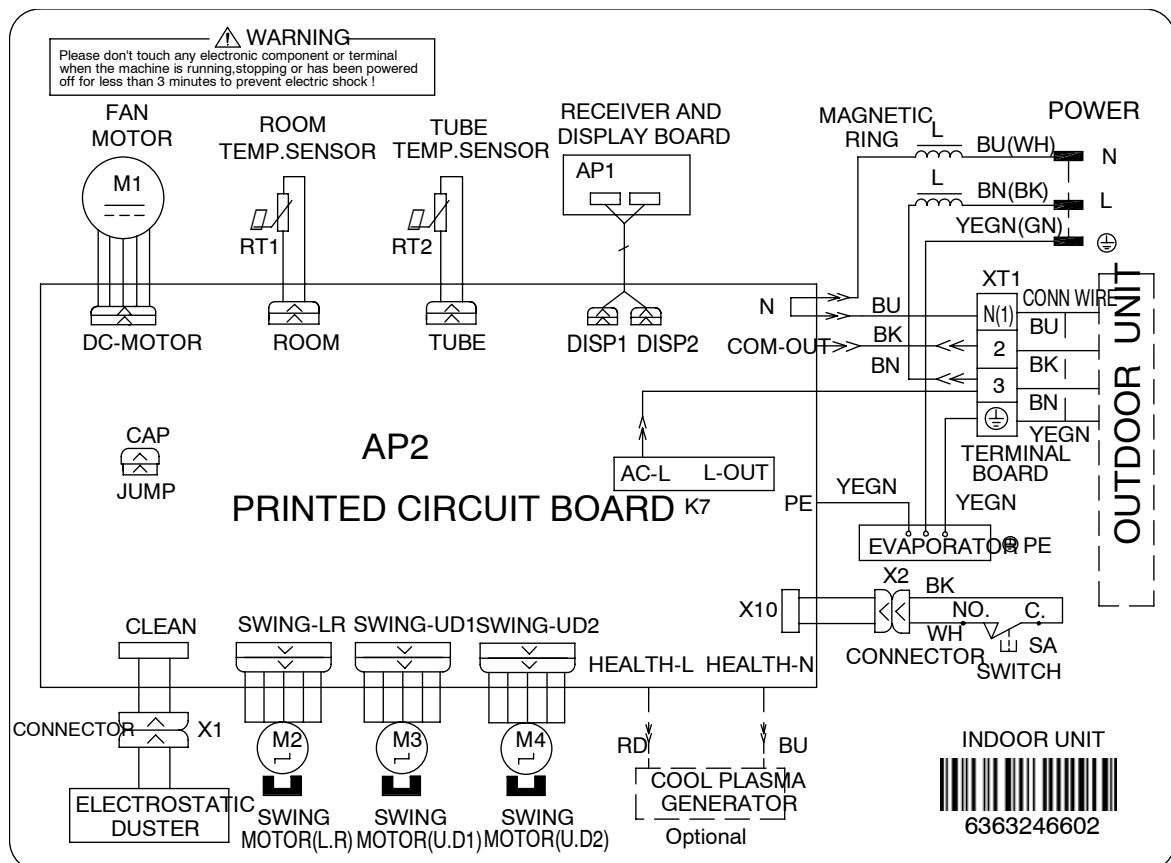 WARNING
Please don't touch any electronic component or terminal
when the machine is running,stopping or has been powered
off for less than 3 minutes to prevent electric shock !
FAN
MOTOR
M1
DC-MOTOR
ROOM
TEMP.SENSOR
RT1
ROOM
TUBE
TEMP.SENSOR
RT2
TUBE
RECEIVER AND
DISPLAY BOARD
AP1
DISP1 DISP2
MAGNETIC
RING
L
L
POWER
BU(WH)
N
BN(BK)
L
YEGN(GN)
N
BU
COM-OUT
BK
BN
XT1
N(1)
2
3
TERMINAL
BOARD
CONN WIRE
BU
BK
BN
YEGN
OUTDOOR UNIT
CAP
JUMP
AP2
PRINTED CIRCUIT BOARD
AC-L L-OUT
K7
PE
YEGN
YEGN
EVAPORATOR
PE
X10
X2
BK
NO. C.
WH
SA
CONNECTOR
SWITCH
CLEAN
CONNECTOR
X1
ELECTROSTATIC
DUSTER
SWING-LR
M2
SWING
MOTOR(L.R)
SWING-UD1
M3
SWING
MOTOR(U.D1)
SWING-UD2
M4
SWING
MOTOR(U.D2)
HEALTH-L HEALTH-N
RD
BU
COOL PLASMA
GENERATOR
Optional
INDOOR UNIT
6363246602